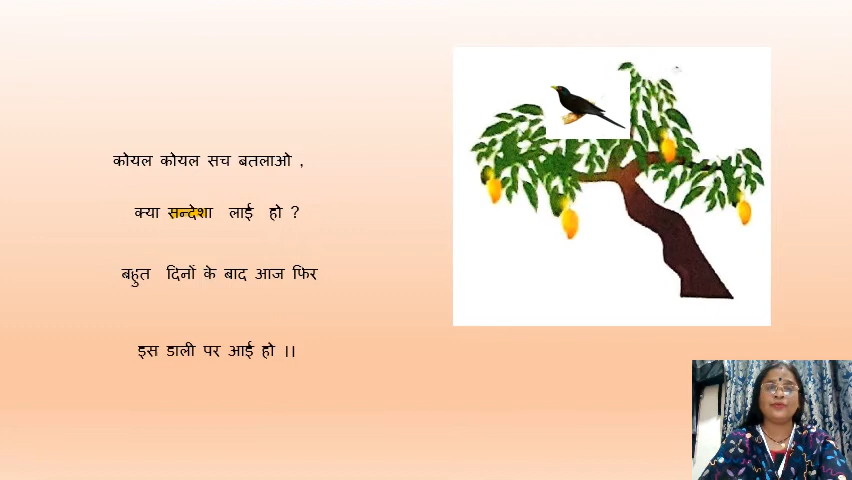 कोयल कोयल सच बतलाओ ,
क्या सन्देशा लाई हो ?
बहुत दिनों के बाद आज फिर
इस डाली पर आई हो ।।